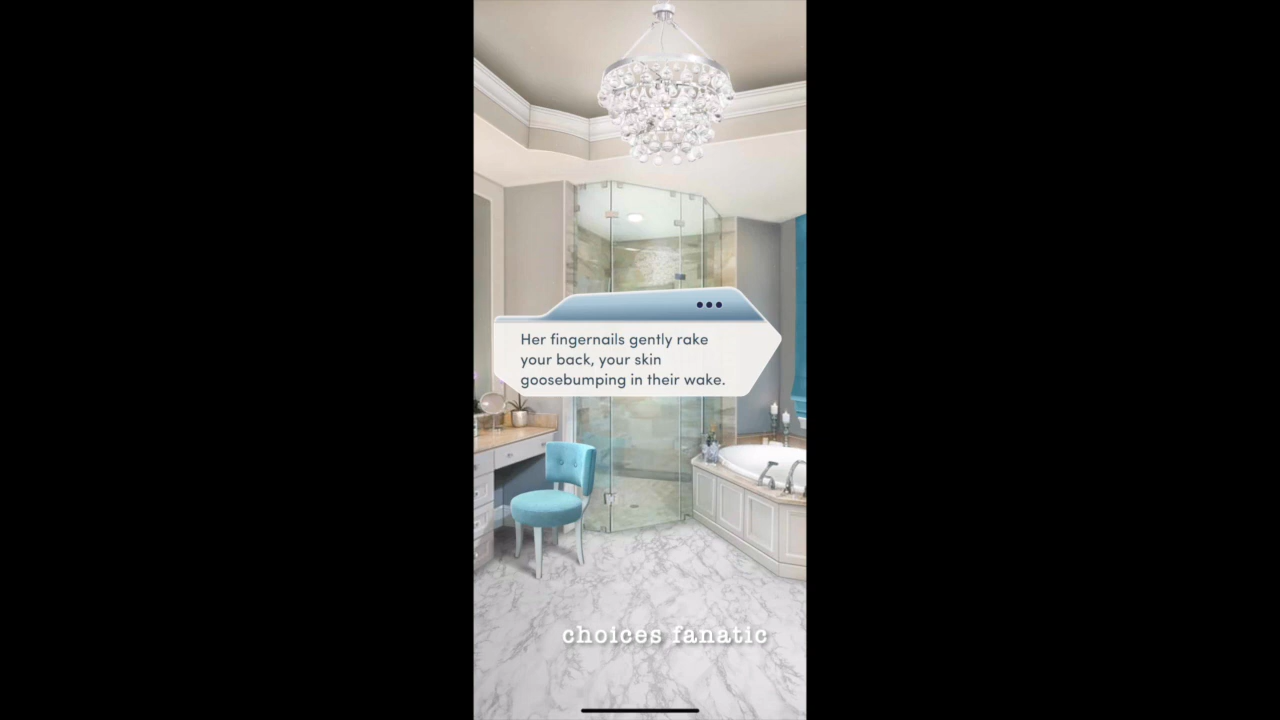 Her fingernails gently rake
your back, your skin
goosebumping in their wake.
choices fanatic